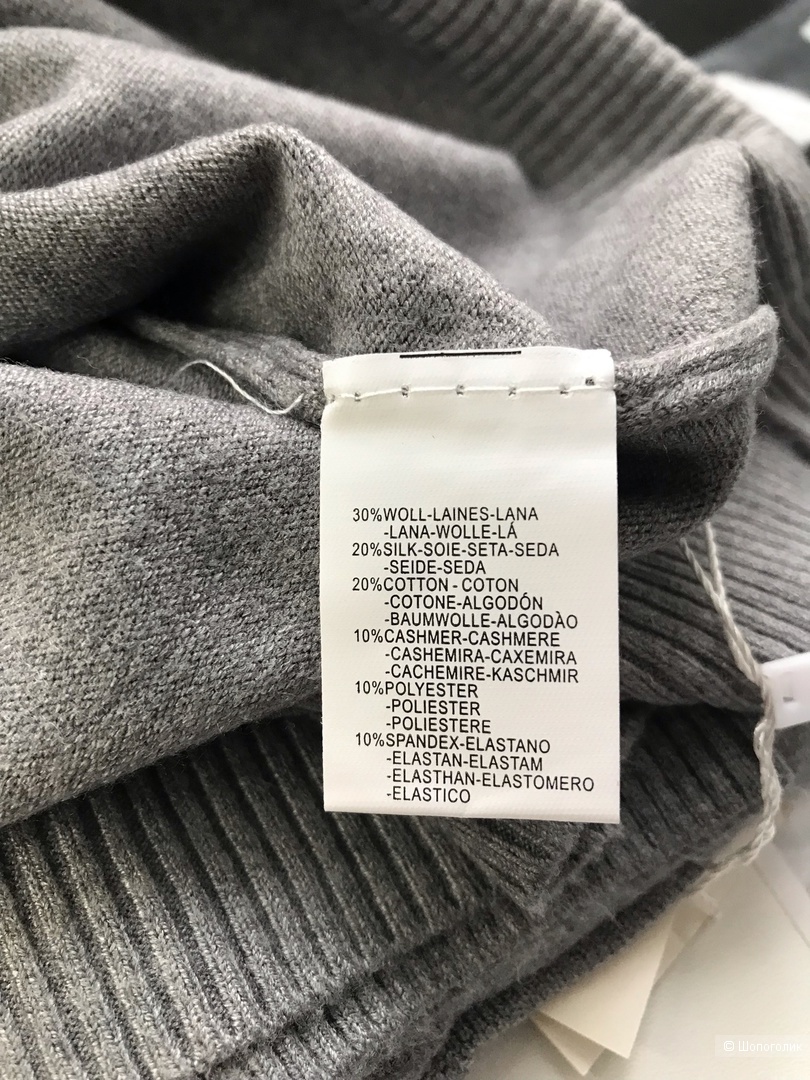 30%WOLL-LAINES-LANA
-LANA-WOLLE-LÁ
20%SILK-SOIE-SETA-SEDA
-SEIDE-SEDA
20%COTTON-COTON
-COTONE-ALGODÓN
-BAUMWOLLE-ALGODÀO
10%CASHMER-CASHMERE
-CASHEMIRA-CAXEMIRA
-CACHEMIRE-KASCHMIR
10%POLYESTER
-POLIESTER
-POLIESTERE
10%SPANDEX-ELASTANO
-ELASTAN-ELASTAM
-ELASTHAN-ELASTOMERO
-ELASTICO
© Шопоголик